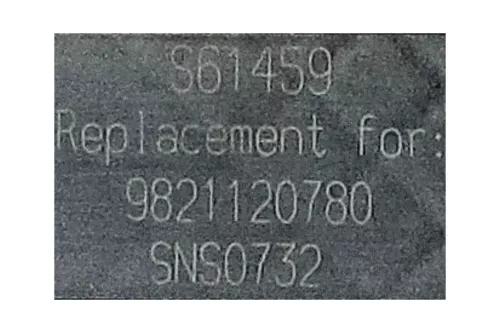 S61459
Replacement for:
9821120780
SNS0732